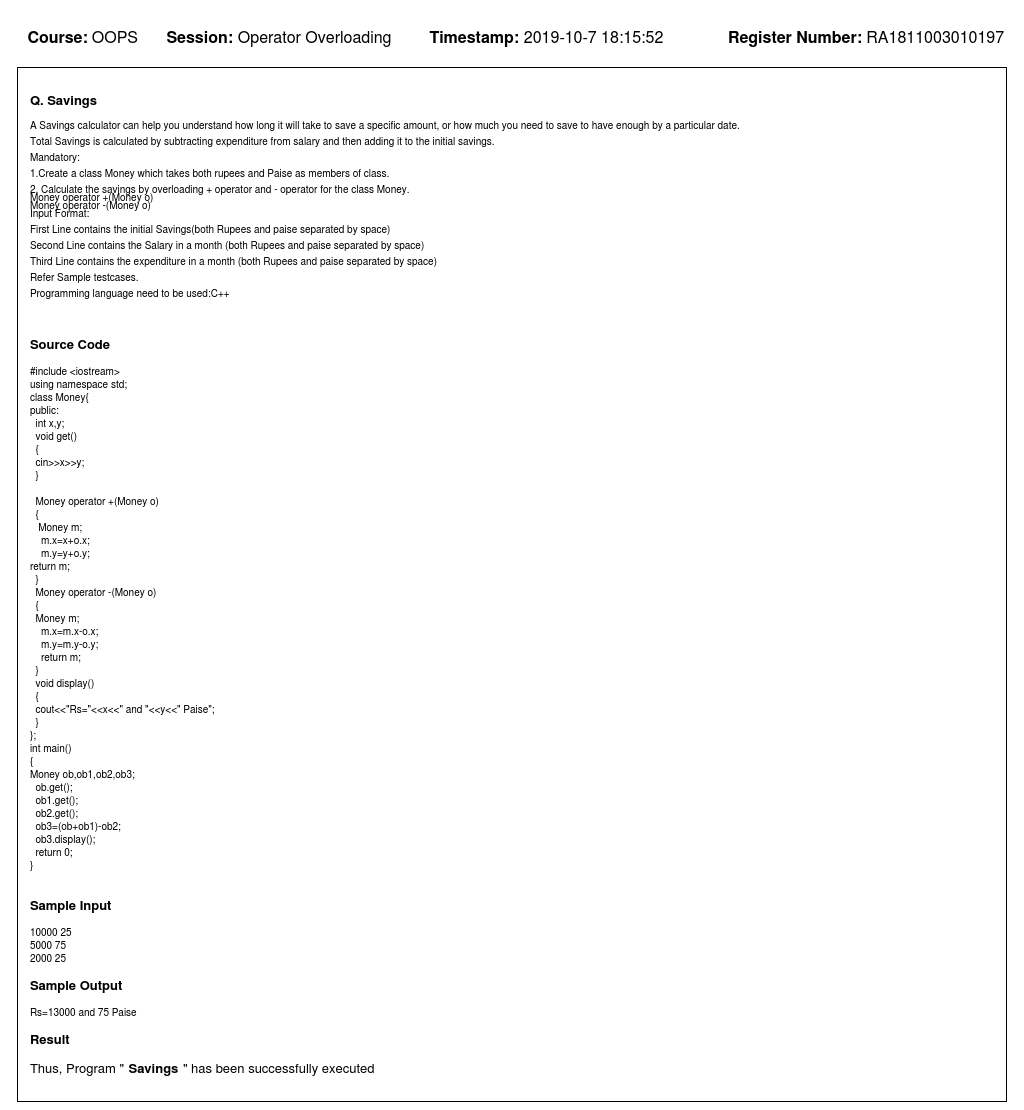 Course: OOPS Session: Operator Overloading Timestamp: 2019-10-7 18:15:52 Register Number: RA1811003010197
Q. Savings
A Savings calculator can help you understand how long it will take to save a specific amount, or how much you need to save to have enough by a particular date.
Total Savings is calculated by subtracting expenditure from salary and then adding it to the initial savings.
Mandatory:
1.Create a class Money which takes both rupees and Paise as members of class.
2. Calculate the savings by overloading + operator and - operator for the class Money.
Money operator +(Money o)
Money operator -(Money o)
Input Format:
First Line contains the initial Savings(both Rupees and paise separated by space)
Second Line contains the Salary in a month (both Rupees and paise separated by space)
Third Line contains the expenditure in a month (both Rupees and paise separated by space)
Refer Sample testcases.
Programming language need to be used:C++
Source Code
#include <iostream>
using namespace std;
class Money{
public:
int x,y;
void get()
{
cin>>x>>y;
}
Money operator +(Money o)
{
Money m;
m.x=x+o.x;
m.y=y+o.y;
return m;
}
Money operator -(Money o)
{
Money m;
m.x=m.x-o.x;
m.y=m.y-o.y;
return m;
}
void display()
{
cout<<"Rs="<<x<<" and "<<y<<" Paise";
}
};
int main()
{
Money ob,ob1,ob2,ob3;
ob.get();
ob1.get();
ob2.get();
ob3=(ob+ob1)-ob2;
ob3.display();
return 0;
}
Sample Input
10000 25
5000 75
2000 25
Sample Output
Rs=13000 and 75 Paise
Result
Thus, Program " Savings " has been successfully executed